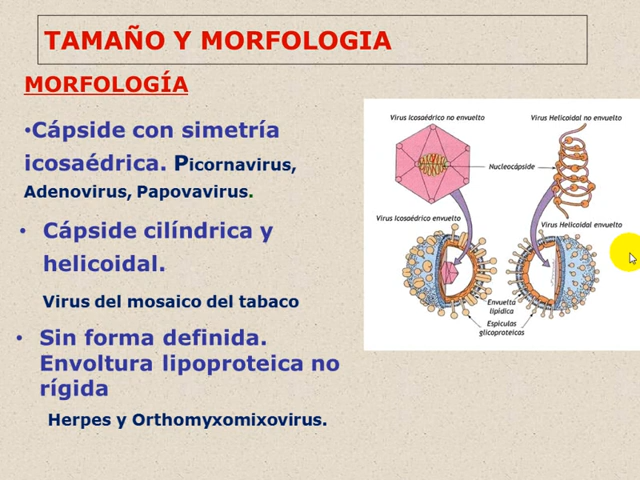 TAMAÑO Y MORFOLOGIA
MORFOLOGÍA
•Cápside con simetría
icosaédrica. Picornavirus,
Adenovirus, Papovavirus.
• Cápside cilíndrica y
helicoidal.
Virus del mosaico del tabaco
• Sin forma definida.
Envoltura lipoproteica no
rígida
Herpes y Orthomyxomixovirus.
Virus Icosaédrico no envuelto
Virus Helicoidal no envuelto
Nucleocápside
Virus Icosaédrico envuelto
Virus Helicoidal envuelto
Envuelta
lipídica
Espículas
glicoproteicas